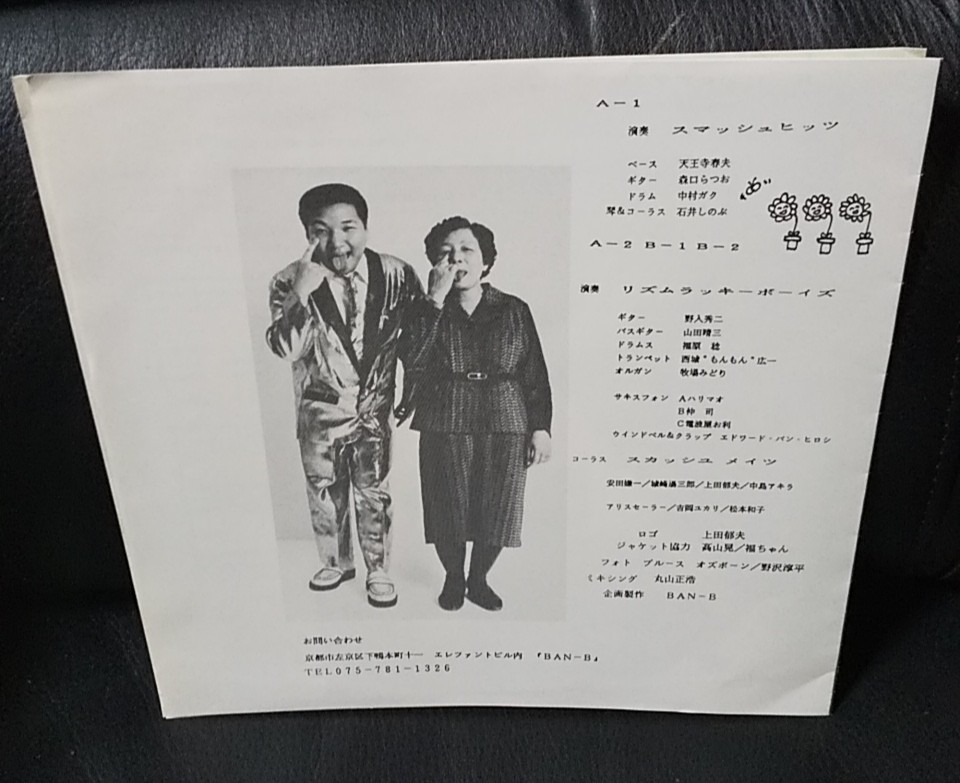 A-1
演奏 スマッシュヒッツ
ベース 天王寺春夫
ギター 森口らつお
ドラム 中村ガク
琴&コーラス 石井しのぶ
A-2 B-1 B-2
演奏 リズムラッキーボーイズ
ギター 野入秀二
バスギター 山田晴三
ドラムス 福原 稔
トランペット 西城"もんもん"広一
オルガン 牧場みどり
サキスフォン Aハリマオ
B仲 司
C電波屋お利
ウインドベル&クラップ エドワード・バン・ヒロシ
コーラス スカッシュ メイツ
安田謙一/城崎満三郎/上田郁夫/中島アキラ
アリスセーラー/吉岡ユカリ/松本和子
ロゴ 上田郁夫
ジャケット協力 高山晃/福ちゃん
フォト ブルース オズボーン/野沢淳平
ミキシング 丸山正浩
企画製作 BAN-B
お問い合わせ
京都市左京区下鴨本町十一 エレファントビル内 『BAN-B』
TEL075-781-1326